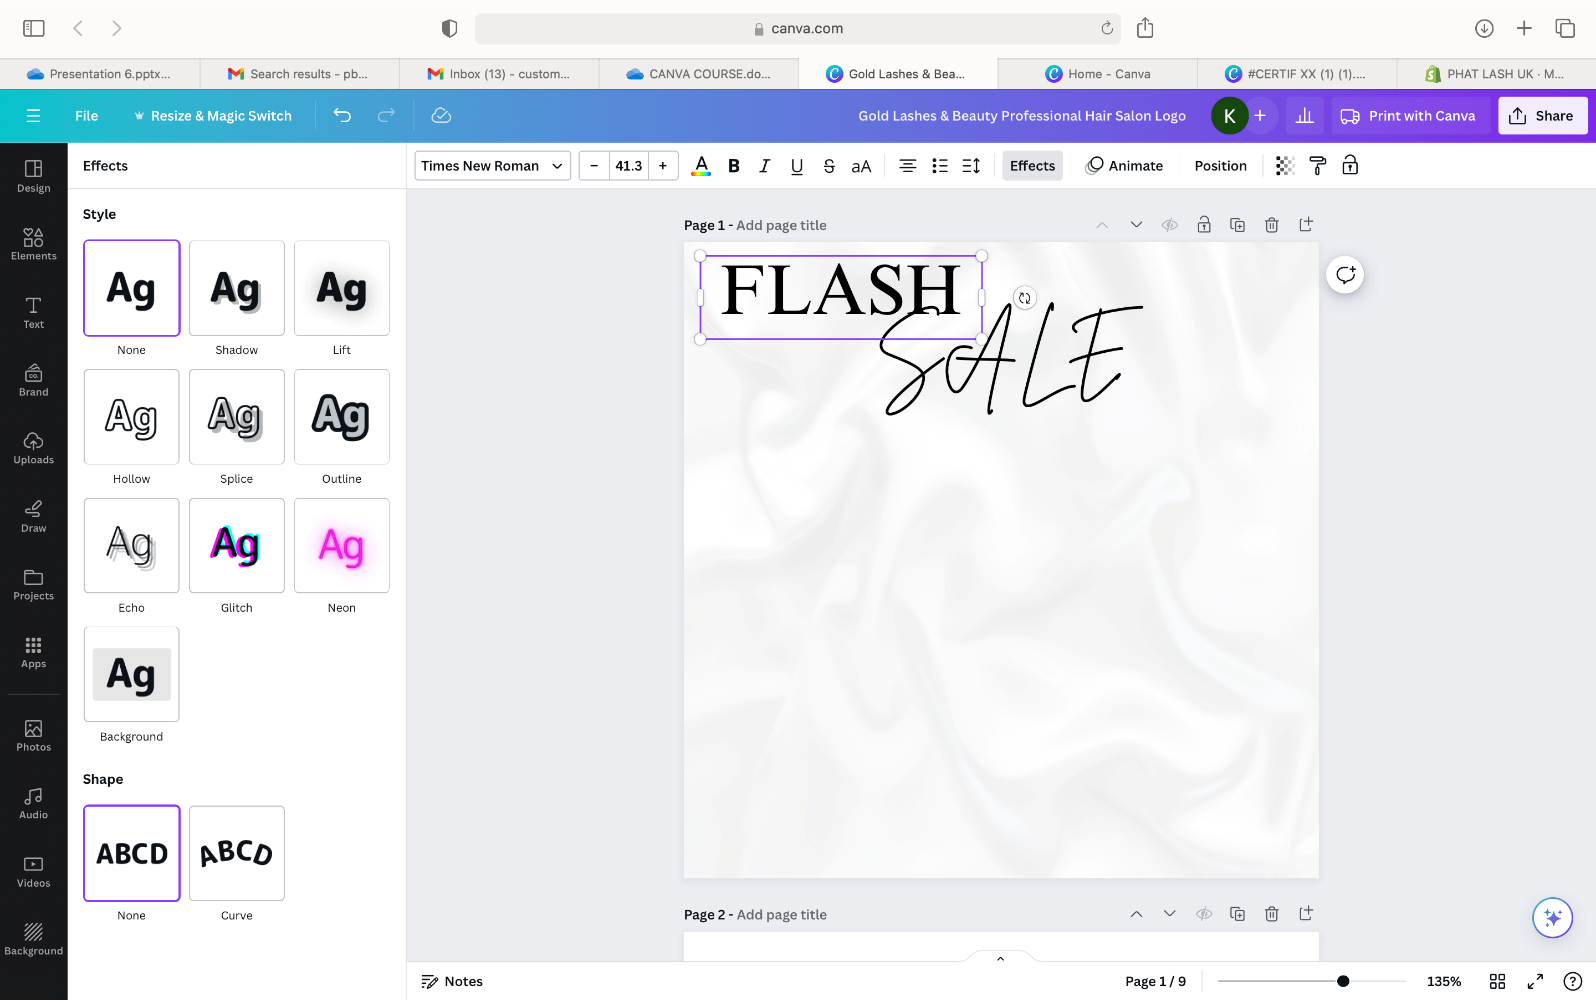 canva.com
Presentation 6.pptx...
Search results - pb...
Inbox (13) - custom...
CANVA COURSE.do...
Gold Lashes & Bea...
Home - Canva
#CERTIF XX (1) (1)....
PHAT LASH UK · M...
File
Resize & Magic Switch
Gold Lashes & Beauty Professional Hair Salon Logo
K
Print with Canva
Share
Effects
Times New Roman
– 41.3 +
A B I U S aA
Effects
Animate
Position
Design
Elements
Text
CO.
Brand
Uploads
Draw
Projects
Apps
Photos
Audio
Videos
Background
Style
Ag Ag Ag
None Shadow Lift
Ag Ag Ag
Hollow Splice Outline
Ag Ag Ag
Echo Glitch Neon
Ag
Background
Shape
ABCD ABCD
None Curve
Page 1 - Add page title
FLASH
SALE
Page 2 - Add page title
Notes
Page 1 / 9
135%
?